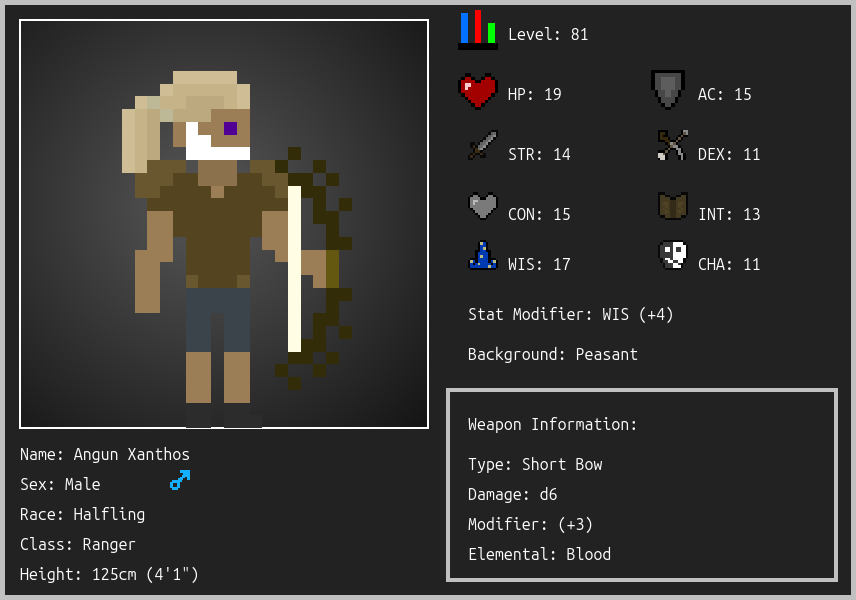 Level: 81
HP: 19
AC: 15
STR: 14
DEX: 11
CON: 15
INT: 13
WIS: 17
CHA: 11
Stat Modifier: WIS (+4)
Background: Peasant
Weapon Information:
Type: Short Bow
Damage: d6
Modifier: (+3)
Elemental: Blood
Name: Angun Xanthos
Sex: Male
Race: Halfling
Class: Ranger
Height: 125cm (4'1")